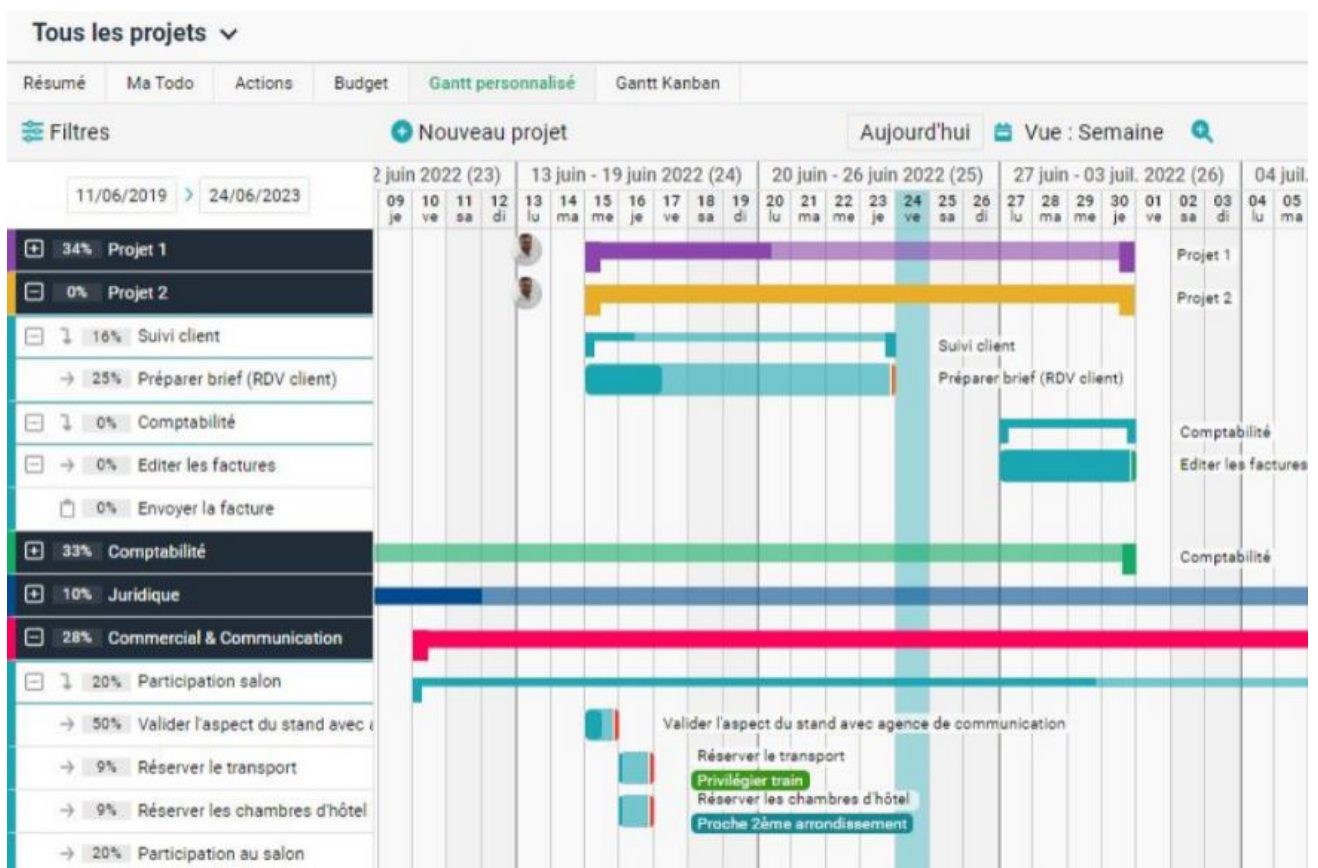 Tous les projets
Résumé Ma Todo Actions Budget Gantt personnalisé Gantt Kanban
Filtres Nouveau projet Aujourd'hui Vue : Semaine
11/06/2019 > 24/06/2023
juin 2022 (23) 13 juin - 19 juin 2022 (24) 20 juin - 26 juin 2022 (25) 27 juin - 03 juil. 2022 (26) 04 juil.
09 10 11 12 13 14 15 16 17 18 19 20 21 22 23 24 25 26 27 28 29 30 01 02 03 04 05
je ve sa di lu ma me je ve sa di lu ma me je ve sa di lu ma me je ve sa di lu ma
34% Projet 1 Projet 1
0% Projet 2 Projet 2
16% Suivi client Suivi client
25% Préparer brief (RDV client) Préparer brief (RDV client)
0% Comptabilité Comptabilité
0% Editer les factures Editer les factures
0% Envoyer la facture
33% Comptabilité Comptabilité
10% Juridique
28% Commercial & Communication
20% Participation salon
50% Valider l'aspect du stand avec Valider l'aspect du stand avec agence de communication
9% Réserver le transport Réserver le transport
Privilégier train
9% Réserver les chambres d'hôtel Réserver les chambres d'hôtel
Proche 2ème arrondissement
20% Participation au salon